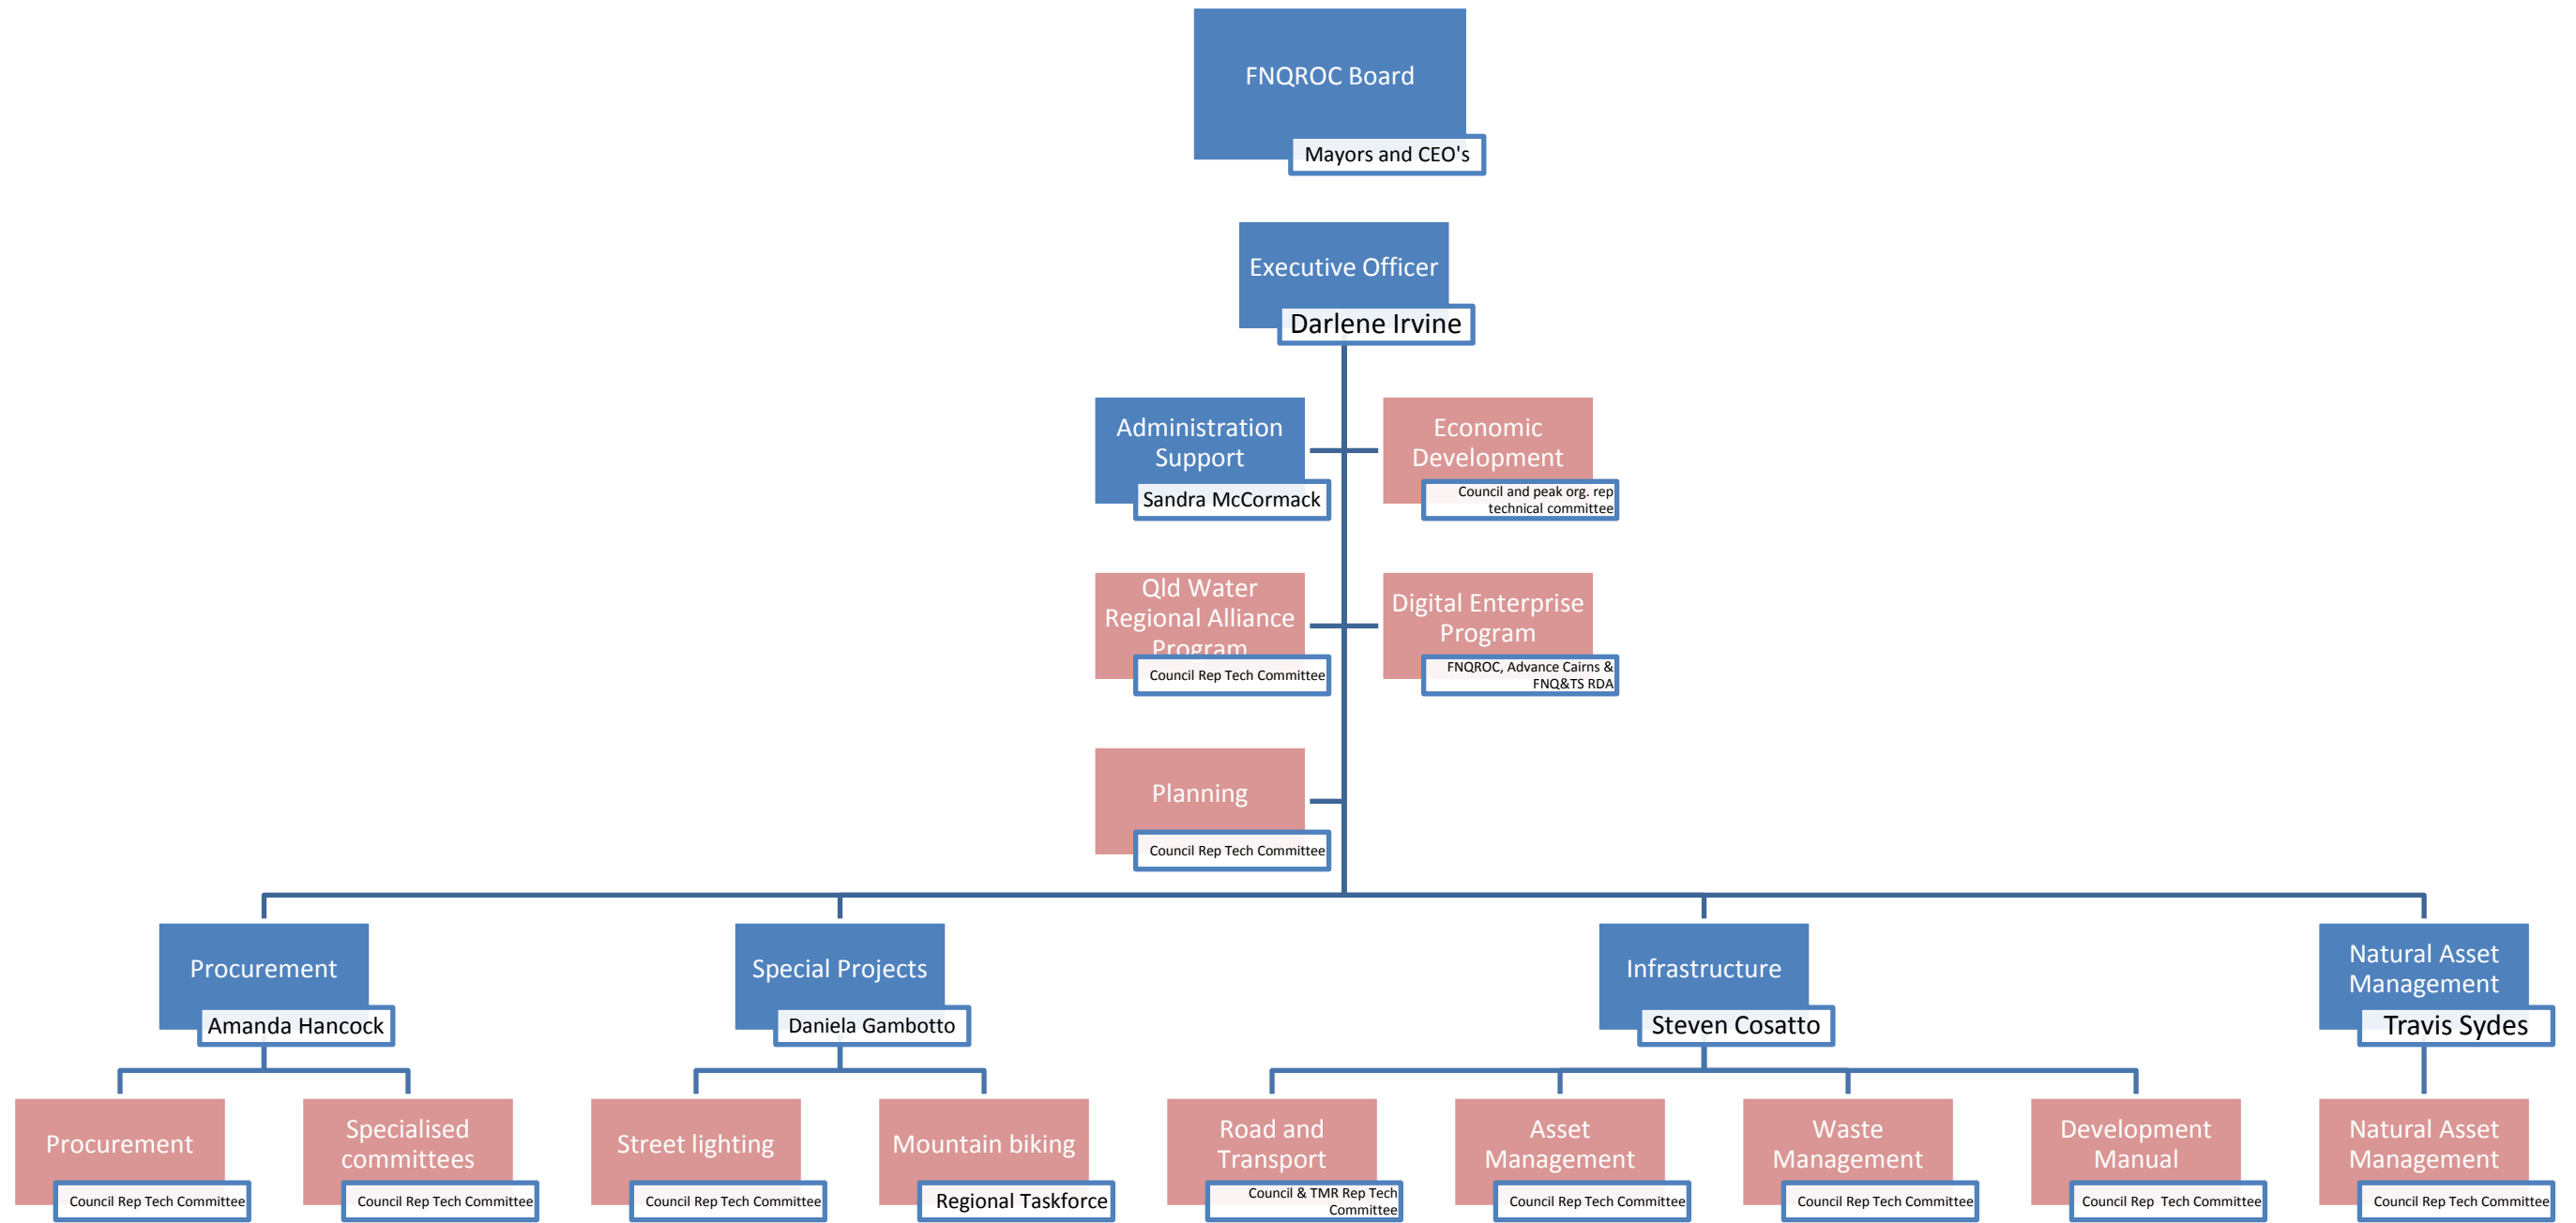 FNQROC Board
Mayors and CEO's
Executive Officer
Darlene Irvine
Administration
Support
Sandra McCormack
Economic
Development
Council and peak org. rep
technical committee
Qld Water
Regional Alliance
Program
Council Rep Tech Committee
Digital Enterprise
Program
FNQROC, Advance Cairns &
FNQ&TS RDA
Planning
Council Rep Tech Committee
Procurement
Amanda Hancock
Special Projects
Daniela Gambotto
Infrastructure
Steven Cosatto
Natural Asset
Management
Travis Sydes
Procurement
Council Rep Tech Committee
Specialised
committees
Council Rep Tech Committee
Street lighting
Council Rep Tech Committee
Mountain biking
Regional Taskforce
Road and
Transport
Council & TMR Rep Tech
Committee
Asset
Management
Council Rep Tech Committee
Waste
Management
Council Rep Tech Committee
Development
Manual
Council Rep  Tech Committee
Natural Asset
Management
Council Rep Tech Committee